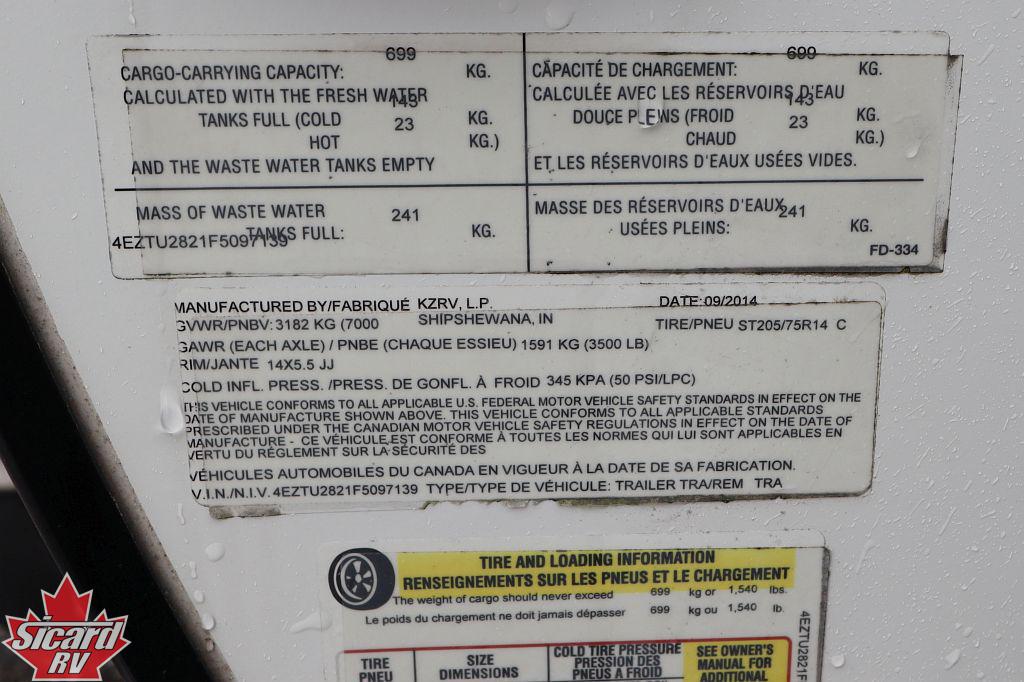 699
CARGO-CARRYING CAPACITY: KG.
CALCULATED WITH THE FRESH WATER
143
TANKS FULL (COLD 23 KG.
HOT KG.)
AND THE WASTE WATER TANKS EMPTY
699
CAPACITÉ DE CHARGEMENT: KG.
CALCULÉE AVEC LES RÉSERVOIRS D'EAU
143
DOUCE PLEINS (FROID 23 KG.
CHAUD KG.)
ET LES RÉSERVOIRS D'EAUX USÉES VIDES.
MASS OF WASTE WATER 241
TANKS FULL: KG.
4EZTU2821F5097139
MASSE DES RÉSERVOIRS D'EAUX 241
USÉES PLEINS: KG.
FD-334
MANUFACTURED BY/FABRIQUÉ KZRV, L.P. DATE: 09/2014
GVWR/PNBV: 3182 KG (7000 SHIPSHEWANA, IN TIRE/PNEU ST205/75R14 C
GAWR (EACH AXLE) / PNBE (CHAQUE ESSIEU) 1591 KG (3500 LB)
RIM/JANTE 14X5.5 JJ
COLD INFL. PRESS. /PRESS. DE GONFL. À FROID 345 KPA (50 PSI/LPC)
THIS VEHICLE CONFORMS TO ALL APPLICABLE U.S. FEDERAL MOTOR VEHICLE SAFETY STANDARDS IN EFFECT ON THE
DATE OF MANUFACTURE SHOWN ABOVE. THIS VEHICLE CONFORMS TO ALL APPLICABLE STANDARDS
PRESCRIBED UNDER THE CANADIAN MOTOR VEHICLE SAFETY REGULATIONS IN EFFECT ON THE DATE OF
MANUFACTURE - CE VÉHICULE EST CONFORME À TOUTES LES NORMES QUI LUI SONT APPLICABLES EN
VERTU DU RÉGLEMENT SUR LA SÉCURITÉ DES
VÉHICULES AUTOMOBILES DU CANADA EN VIGUEUR À LA DATE DE SA FABRICATION.
V.I.N./N.I.V. 4EZTU2821F5097139 TYPE/TYPE DE VÉHICULE: TRAILER TRA/REM TRA
TIRE AND LOADING INFORMATION
RENSEIGNEMENTS SUR LES PNEUS ET LE CHARGEMENT
The weight of cargo should never exceed 699 kg or 1,540 lbs.
Le poids du chargement ne doit jamais dépasser 699 kg ou 1,540 lb.
TIRE
PNEU
SIZE
DIMENSIONS
COLD TIRE PRESSURE
PRESSION DES
PNEUS A FROID
SEE OWNER'S
MANUAL FOR
ADDITIONAL
4EZTU2821F
Sicard
RV